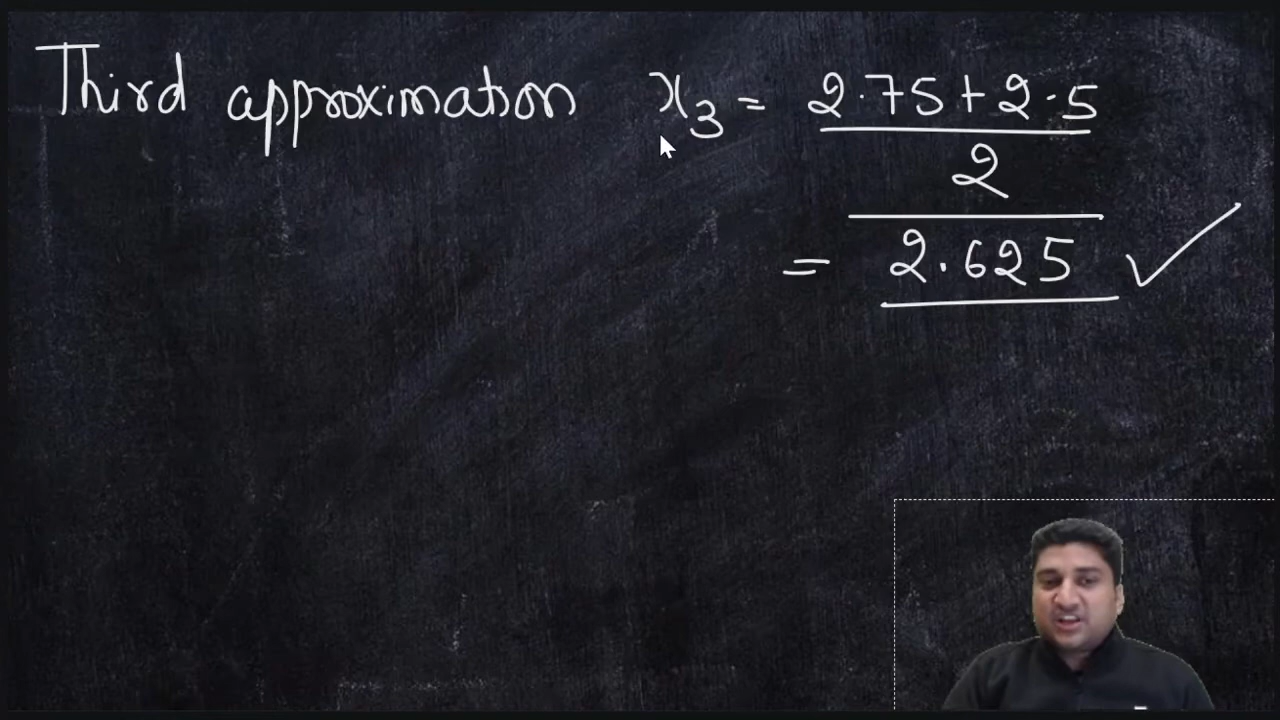 Third approximation x₃ = 2.75+2.5
2
= 2.625 ✓